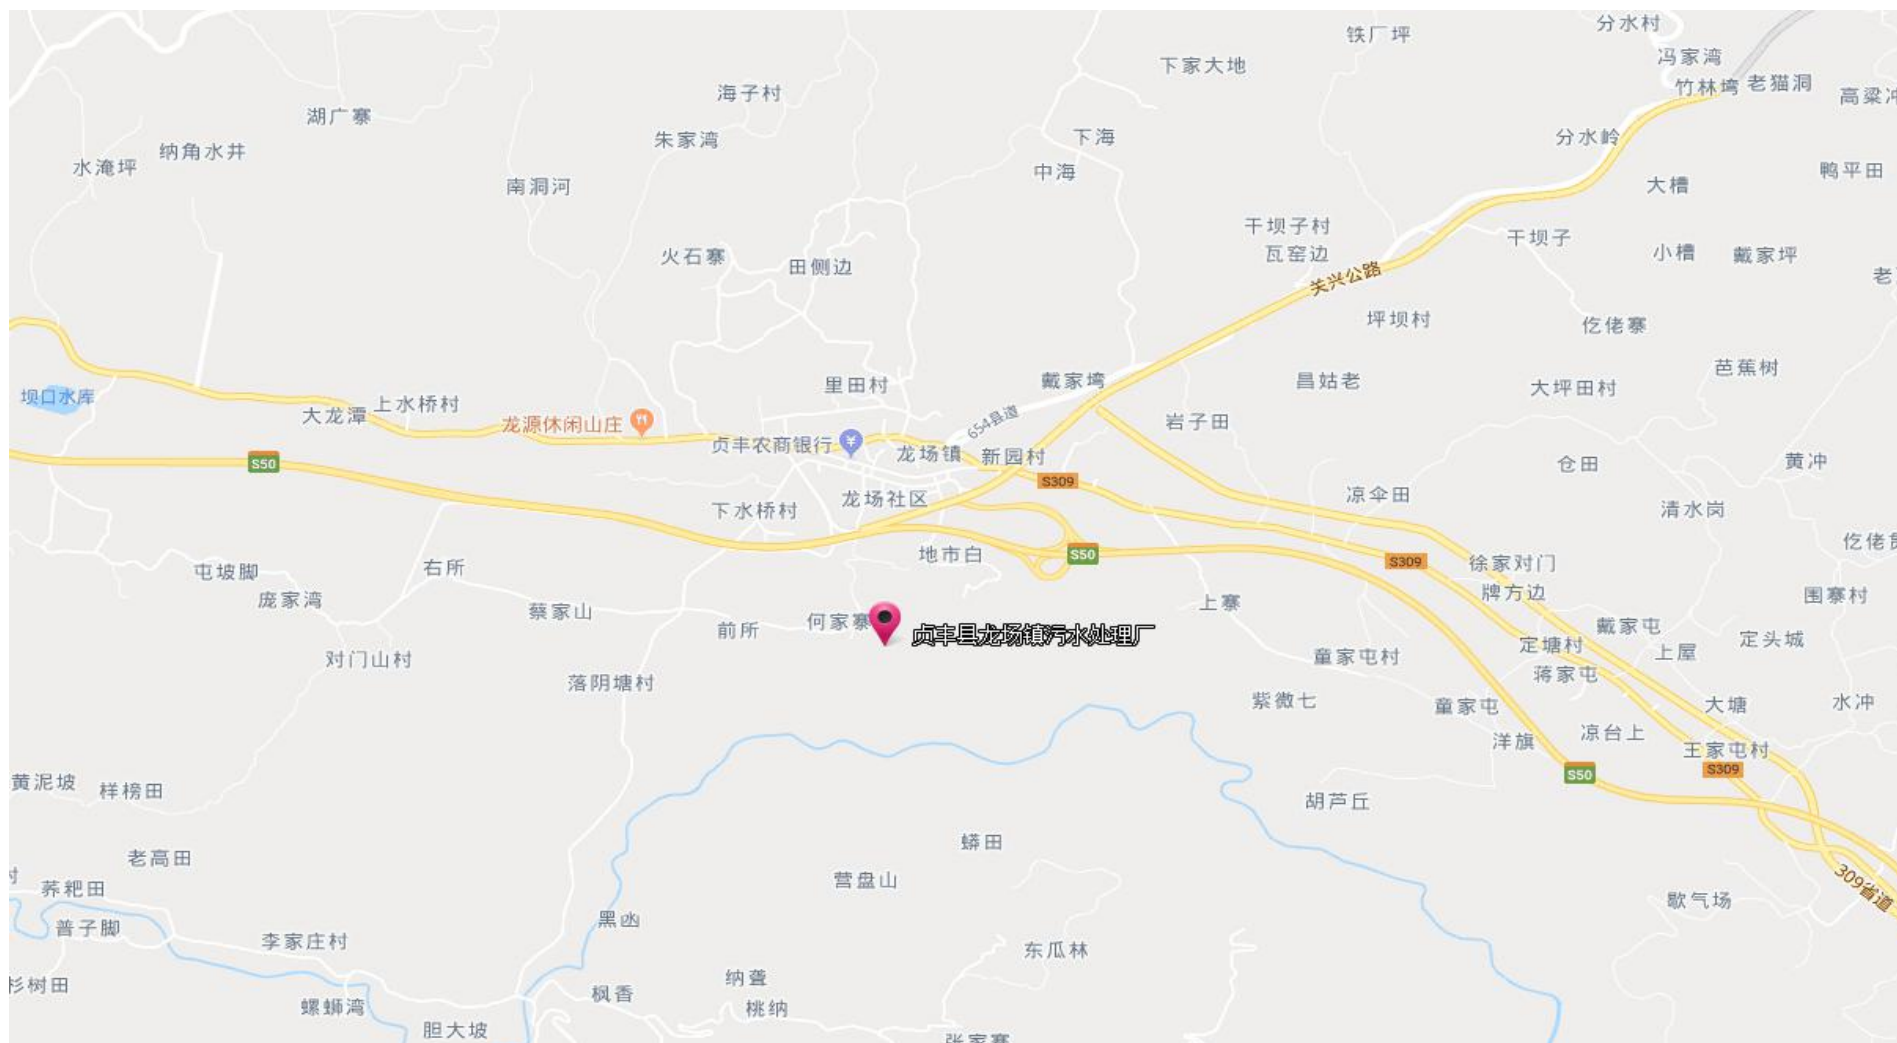 分水村
铁厂坪
冯家湾
下家大地
老猫洞
竹林塆
海子村
湖广寨
下海
分水岭
朱家湾
纳角水井
水淹坪
中海
鸭平田
大槽
南洞河
干坝子村
干坝子
瓦窑边
小槽
戴家坪
火石寨
田侧边
关兴公路
坪坝村
仡佬寨
芭蕉树
戴家塆
昌姑老
里田村
大坪田村
坝口水库
上水桥村
大龙潭
龙源休闲山庄
654县道
岩子田
贞丰农商银行
龙场镇
新园村
S50
仓田
黄冲
S309
龙场社区
凉伞田
下水桥村
清水岗
地市白
S50
S309
徐家对门
右所
屯坡脚
牌方边
围寨村
庞家湾
上寨
蔡家山
何家寨
前所
戴家屯
贞丰县龙场镇污水处理厂
定头城
定塘村
上屋
对门山村
童家屯村
蒋家屯
落阴塘村
紫微七
童家屯
大塘
水冲
凉台上
洋旗
王家屯村
S309
S50
黄泥坡
样榜田
胡芦丘
蟒田
老高田
营盘山
荞粑田
309省道
歇气场
黑凼
普子脚
李家庄村
东瓜林
纳聋
杉树田
枫香
螺蛳湾
桃纳
胆大坡